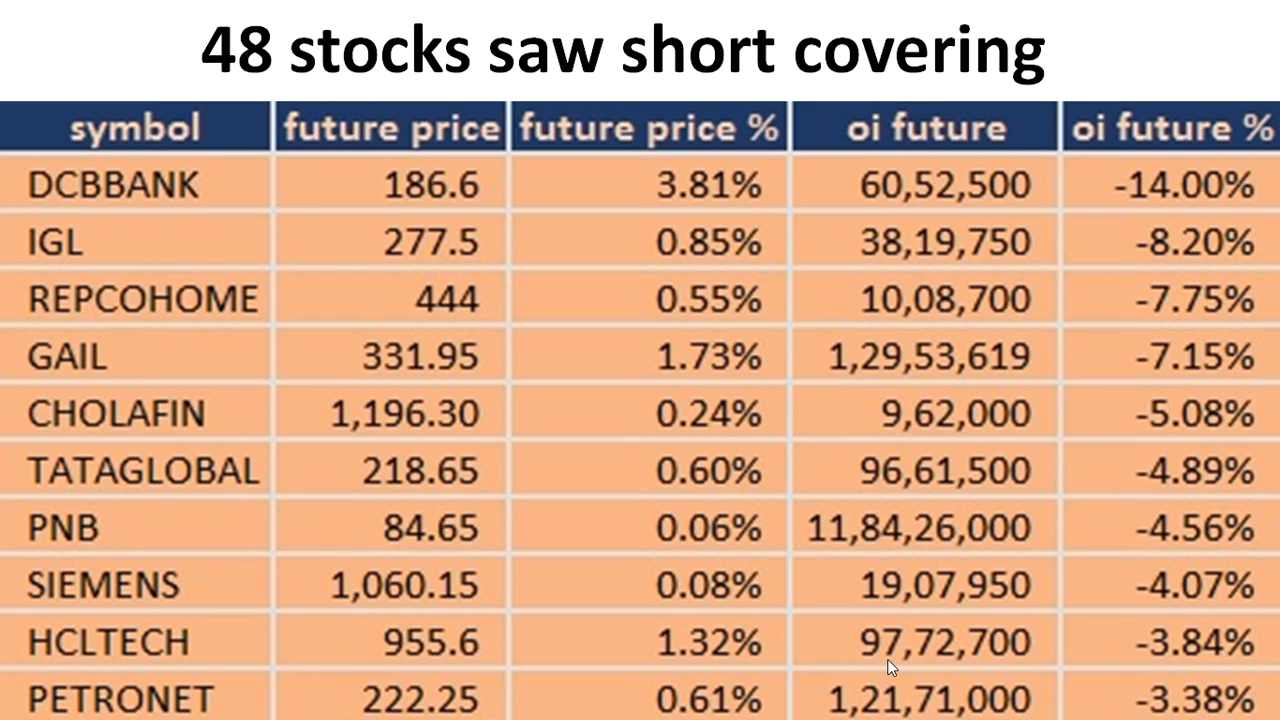 48 stocks saw short covering
symbol future price future price % oi future oi future %
DCBBANK 186.6 3.81% 60,52,500 -14.00%
IGL 277.5 0.85% 38,19,750 -8.20%
REPCOHOME 444 0.55% 10,08,700 -7.75%
GAIL 331.95 1.73% 1,29,53,619 -7.15%
CHOLAFIN 1,196.30 0.24% 9,62,000 -5.08%
TATAGLOBAL 218.65 0.60% 96,61,500 -4.89%
PNB 84.65 0.06% 11,84,26,000 -4.56%
SIEMENS 1,060.15 0.08% 19,07,950 -4.07%
HCLTECH 955.6 1.32% 97,72,700 -3.84%
PETRONET 222.25 0.61% 1,21,71,000 -3.38%